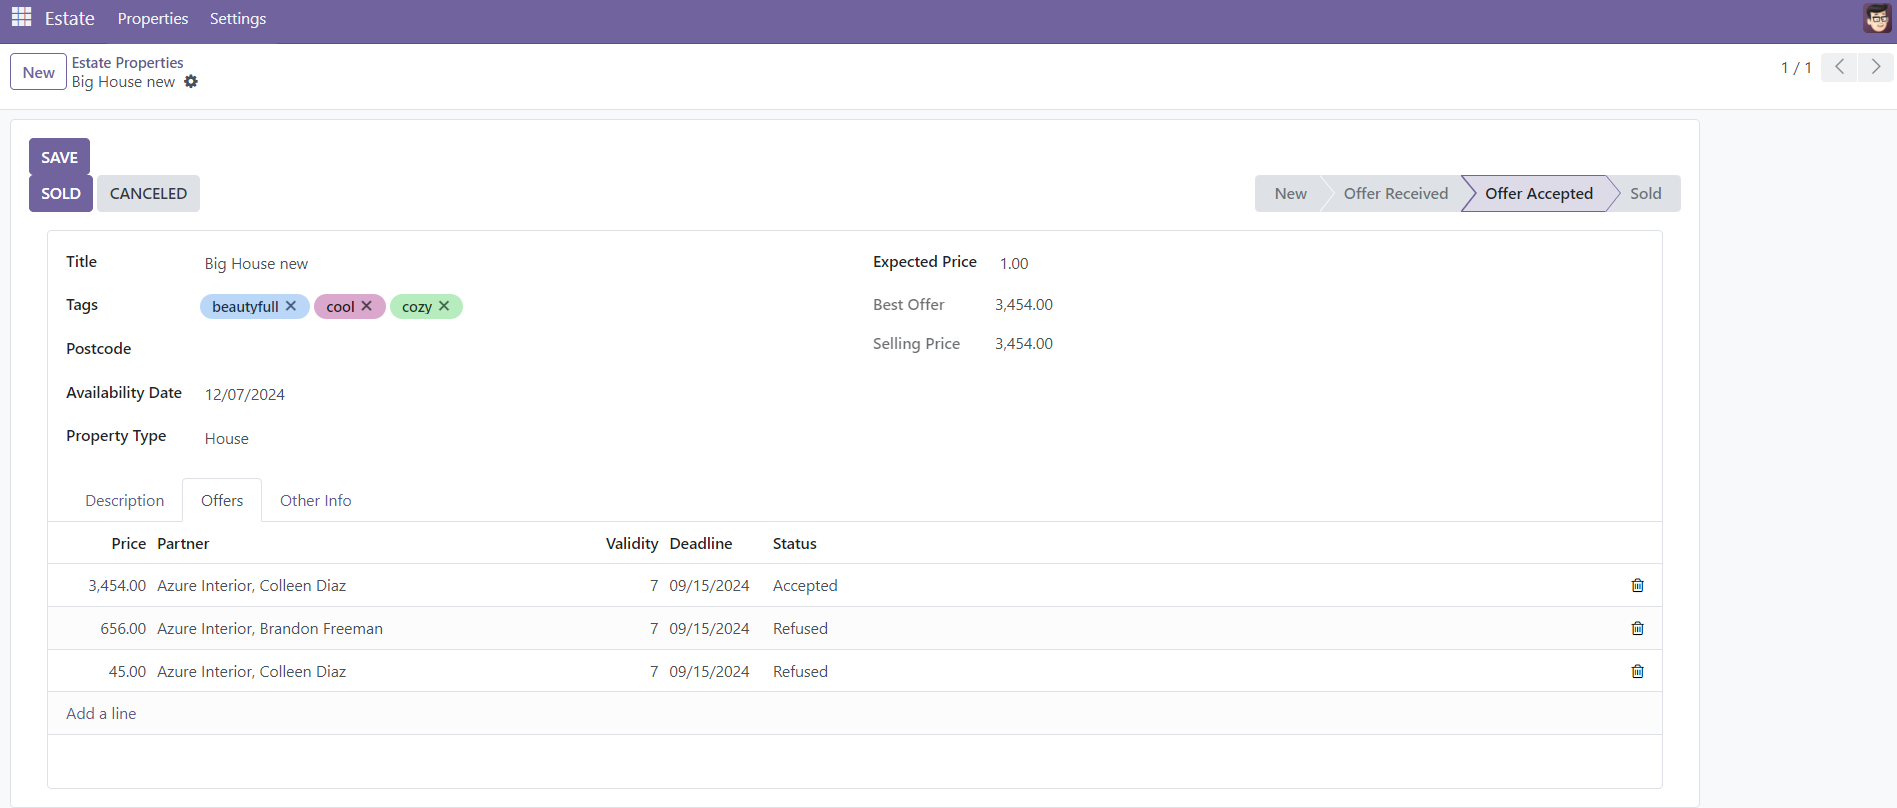 Estate Properties Settings
New
Estate Properties
Big House new
1 / 1
SAVE
SOLD CANCELED
New Offer Received Offer Accepted Sold
Title Big House new
Expected Price 1.00
Tags beautyfull cool cozy
Best Offer 3,454.00
Postcode
Selling Price 3,454.00
Availability Date 12/07/2024
Property Type House
Description Offers Other Info
Price Partner Validity Deadline Status
3,454.00 Azure Interior, Colleen Diaz 7 09/15/2024 Accepted
656.00 Azure Interior, Brandon Freeman 7 09/15/2024 Refused
45.00 Azure Interior, Colleen Diaz 7 09/15/2024 Refused
Add a line